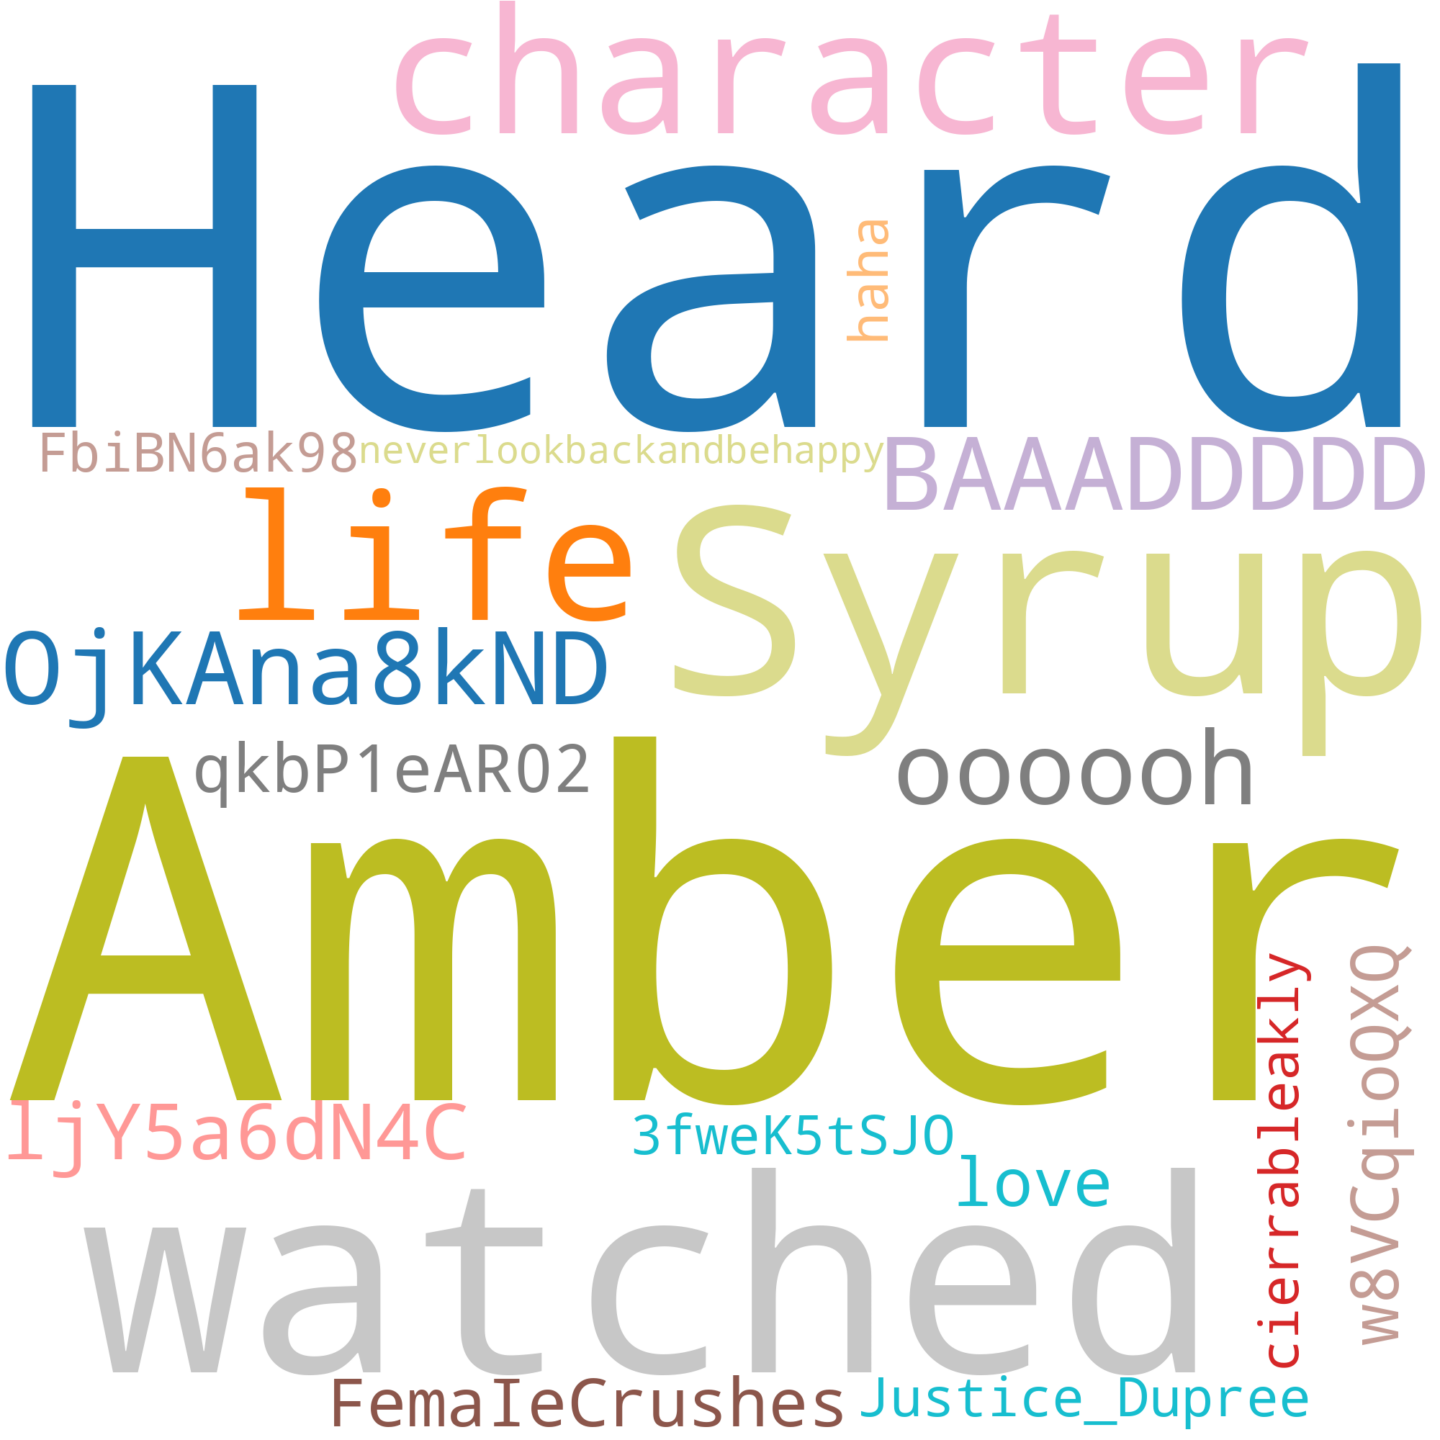 character
Heard
haha
FbiBN6ak98
neverlookbackandbehappy
BAAADDDDD
life
Syrup
OjKAna8kND
qkbP1eAR02
oooooh
Amber
cierrableakly
w8VCqioQXQ
ljY5a6dN4C
3fweK5tSJO
love
watched
FemaIeCrushes
Justice_Dupree